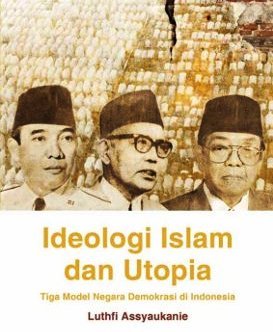 Ideologi Islam
dan Utopia
Tiga Model Negara Demokrasi di Indonesia
Luthfi Assyaukanie